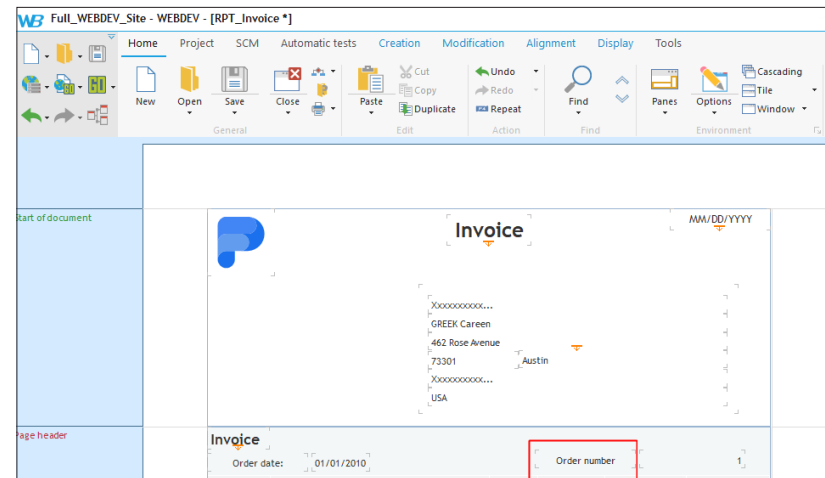 WB Full_WEBDEV_Site - WEBDEV - [RPT_Invoice *]
Home Project SCM Automatic tests Creation Modification Alignment Display Tools
New Open Save Close Paste Cut Copy Duplicate Undo Redo Repeat Find Panes Options Cascading Tile Window
General Edit Action Find Environment
Start of document
Invoice MM/DD/YYYY
Xxxxxxxxxx...
GREEK Careen
462 Rose Avenue
73301 Austin
Xxxxxxxxxx...
USA
Page header
Invoice
Order date: 01/01/2010 Order number 1